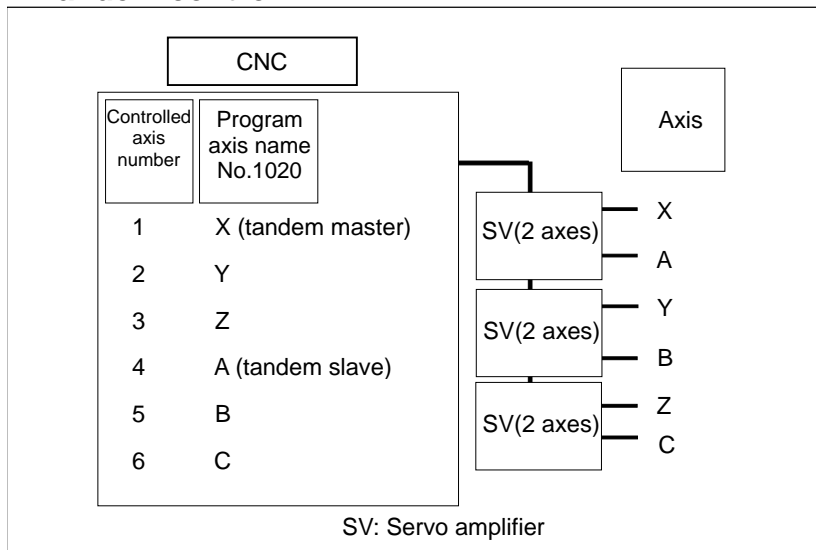 CNC
Controlled
axis
number
Program
axis name
No.1020
1 X (tandem master)
2 Y
3 Z
4 A (tandem slave)
5 B
6 C
Axis
SV(2 axes)
X
A
SV(2 axes)
Y
B
SV(2 axes)
Z
C
SV: Servo amplifier